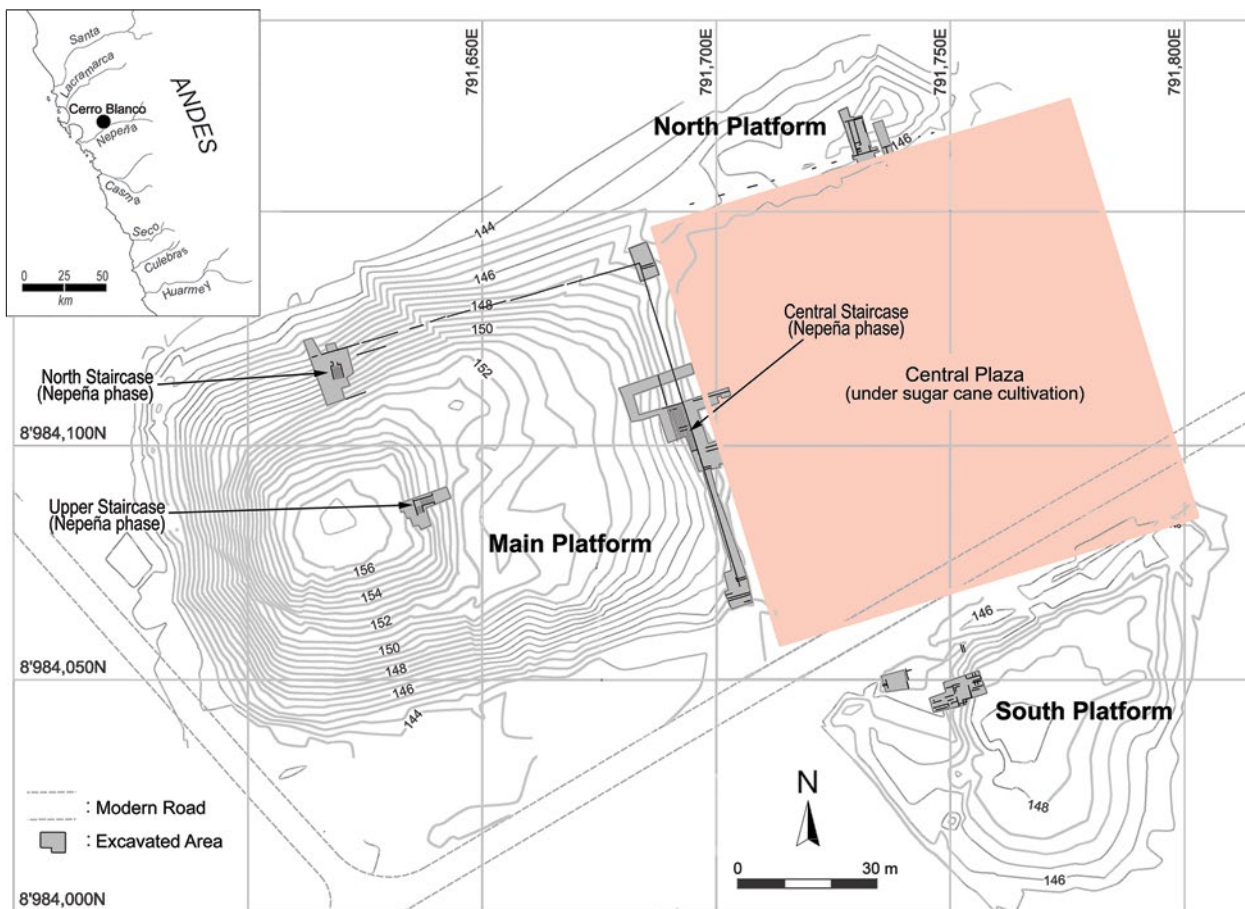 Santa
Lacramarca
Cerro Blanco
Nepeña
ANDES
Casma
Seco
Culebras
Huarmey
0 25 50
km
791,650E
791,700E
791,750E
791,800E
North Platform
146
144
146
148
150
152
Central Staircase
(Nepeña phase)
North Staircase
(Nepeña phase)
Central Plaza
(under sugar cane cultivation)
8'984,100N
Upper Staircase
(Nepeña phase)
Main Platform
156
154
152
150
148
146
144
146
8'984,050N
South Platform
148
146
: Modern Road
: Excavated Area
N
0 30 m
8'984,000N